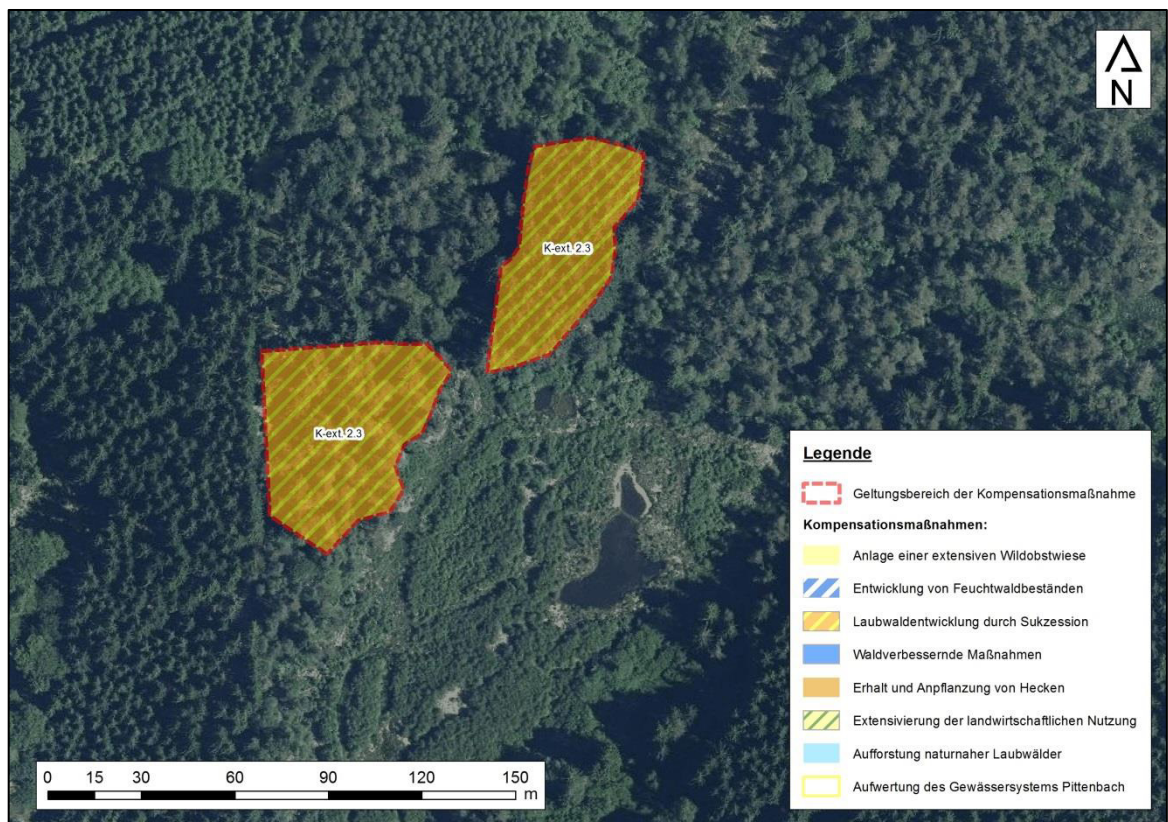 N
K-ext. 2.3
K-ext. 2.3
Legende
Geltungsbereich der Kompensationsmaßnahme
Kompensationsmaßnahmen:
Anlage einer extensiven Wildobstwiese
Entwicklung von Feuchtwaldbeständen
Laubwaldentwicklung durch Sukzession
Waldverbessernde Maßnahmen
Erhalt und Anpflanzung von Hecken
Extensivierung der landwirtschaftlichen Nutzung
Aufforstung naturnaher Laubwälder
Aufwertung des Gewässersystems Pittenbach
0 15 30 60 90 120 150
m